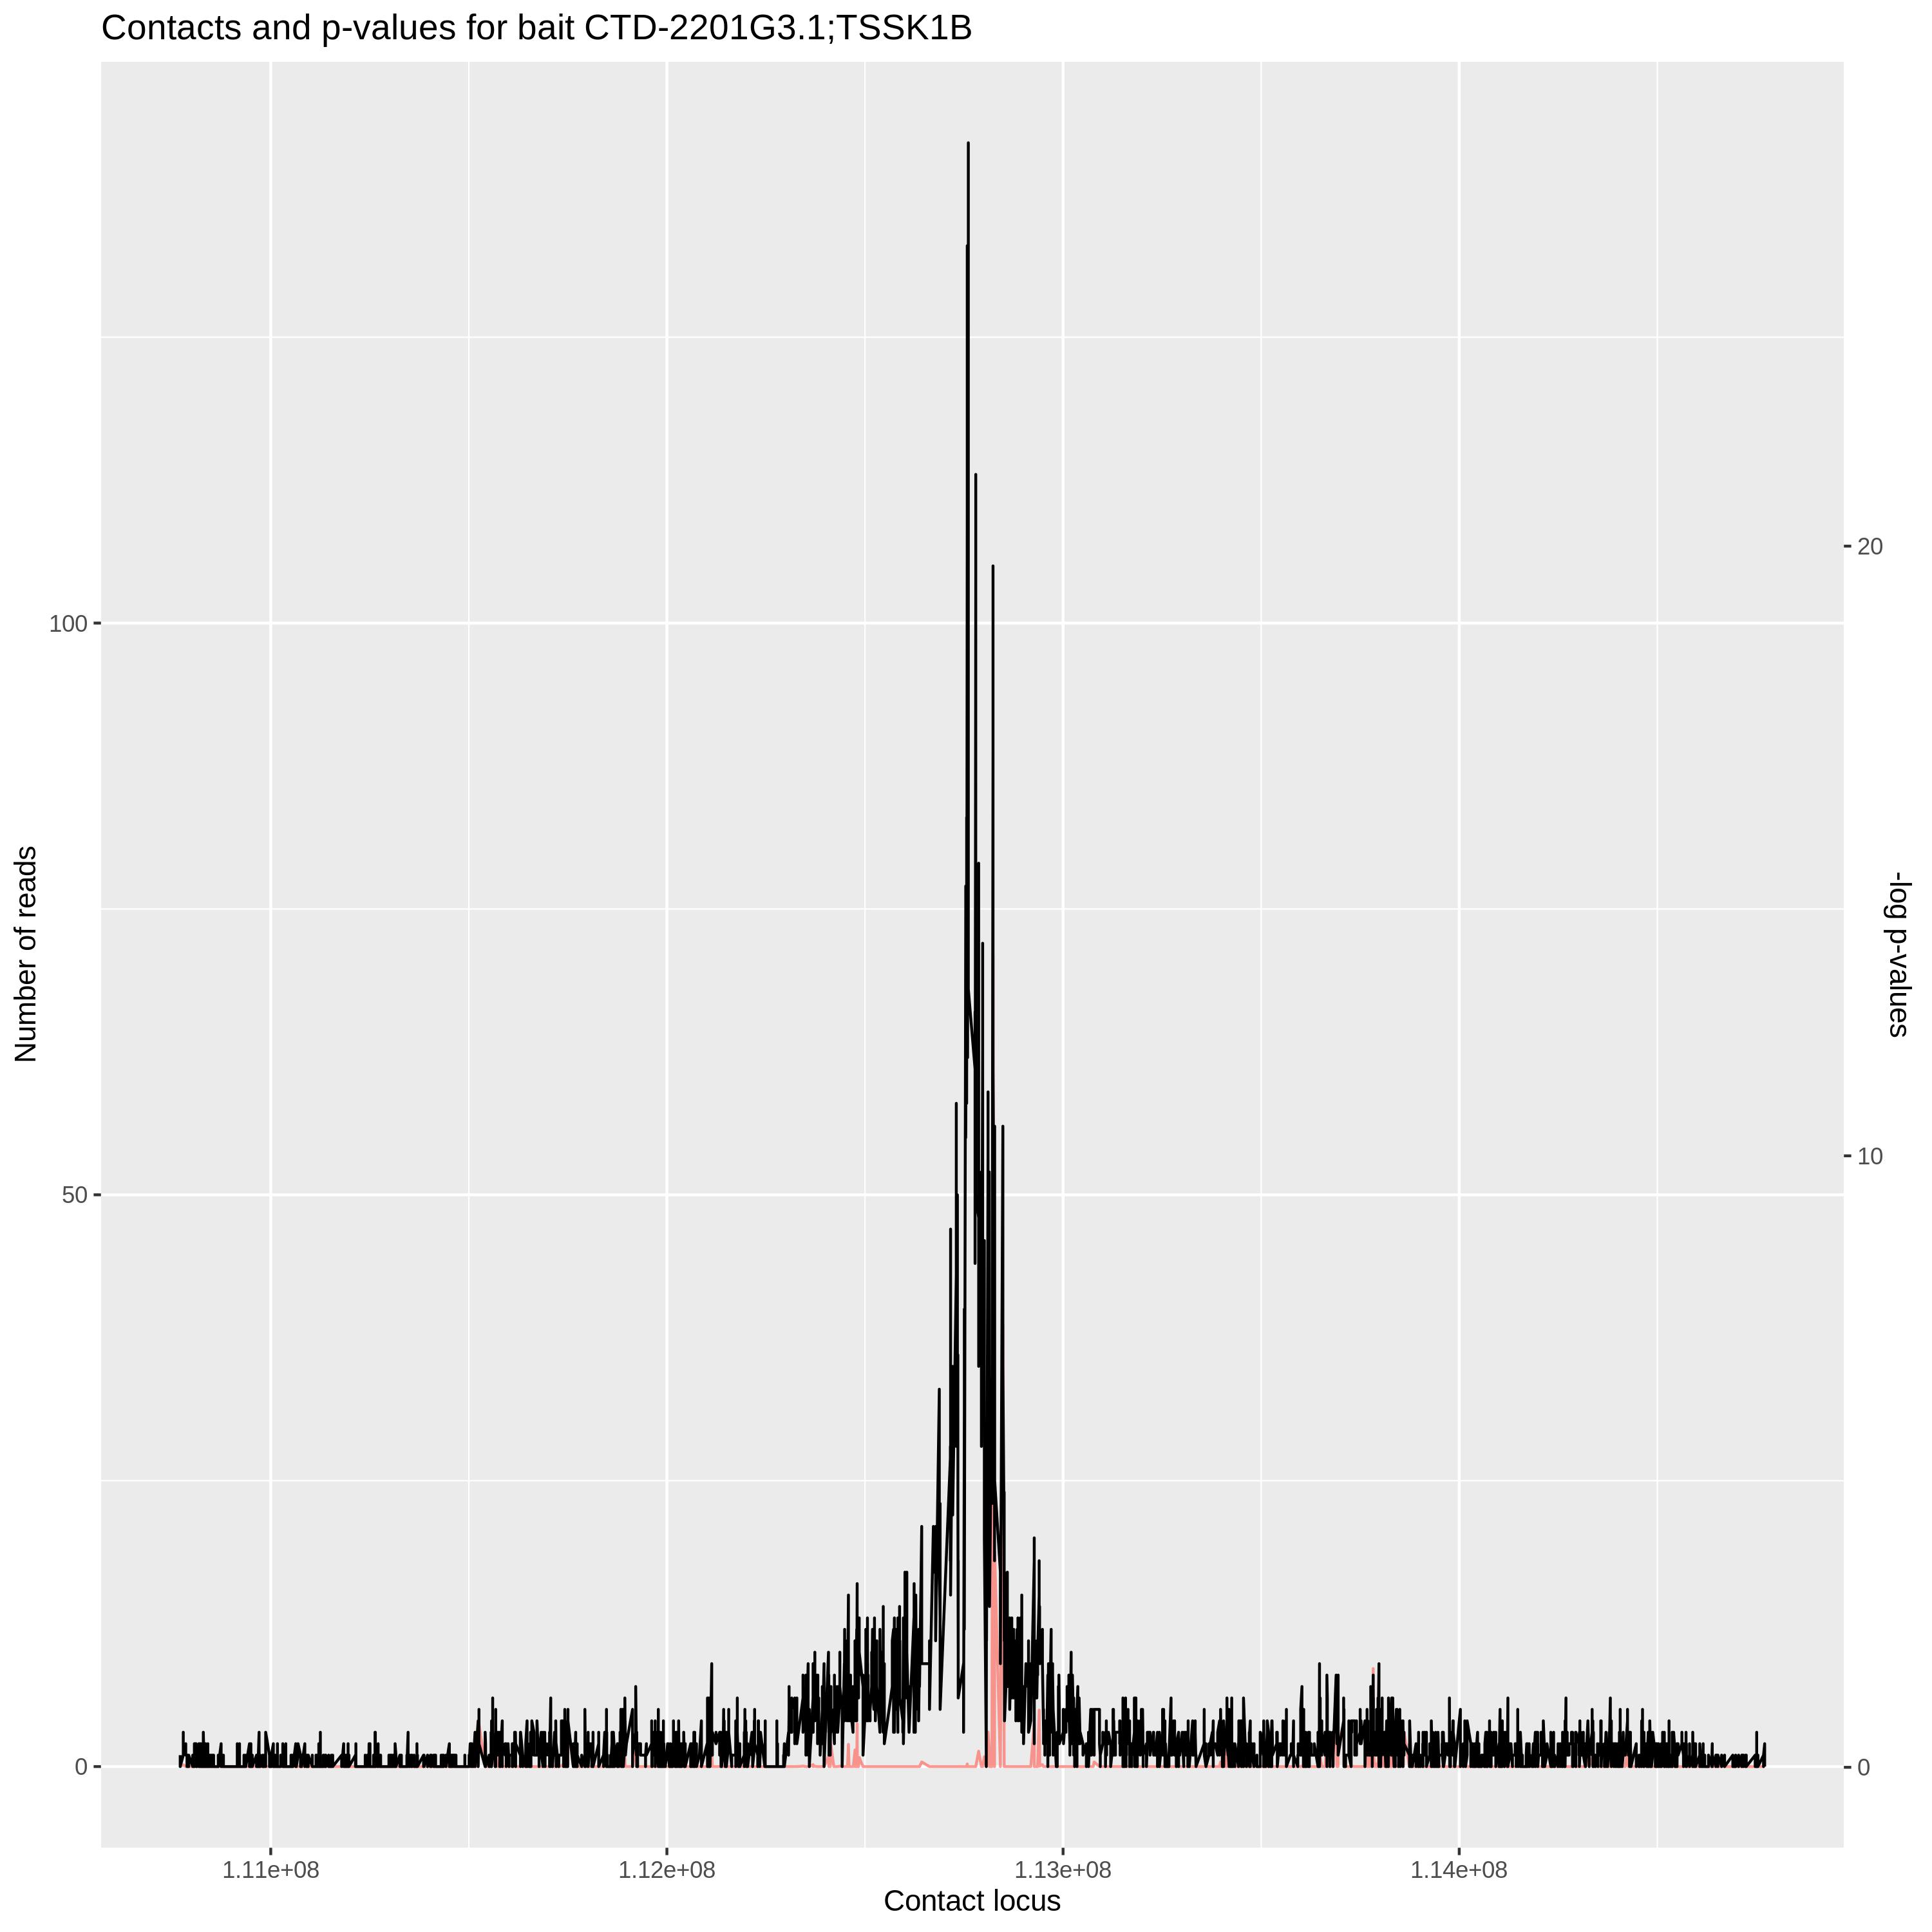 Contacts and p-values for bait CTD-2201G3.1;TSSK1B
Number of reads
100
50
0
20
10
0
-log p-values
1.11e+08
1.12e+08
1.13e+08
1.14e+08
Contact locus